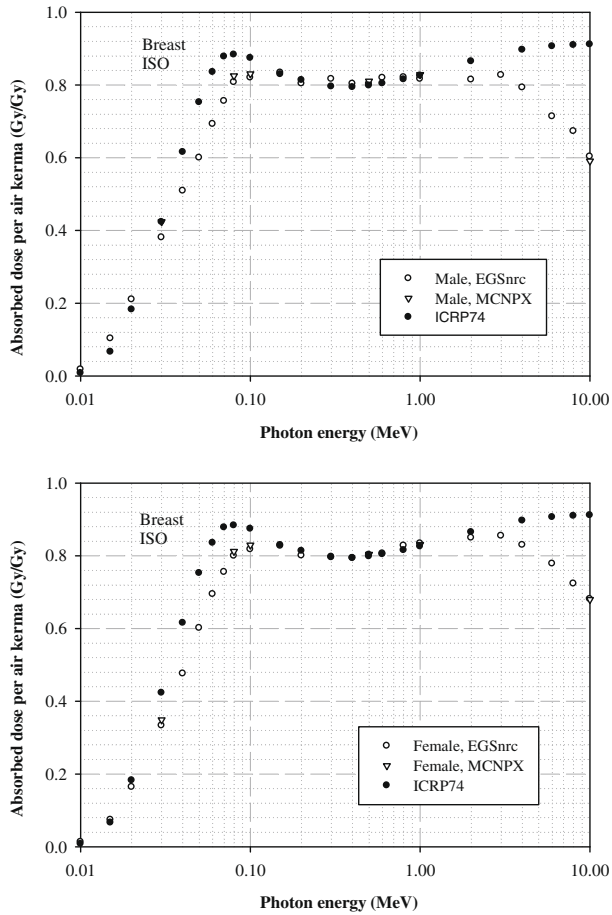 Absorbed dose per air kerma (Gy/Gy)
1.0
0.8
0.6
0.4
0.2
0.0
Breast
ISO
Male, EGSnrc
Male, MCNPX
ICRP74
0.01 0.10 1.00 10.00
Photon energy (MeV)
Absorbed dose per air kerma (Gy/Gy)
1.0
0.8
0.6
0.4
0.2
0.0
Breast
ISO
Female, EGSnrc
Female, MCNPX
ICRP74
0.01 0.10 1.00 10.00
Photon energy (MeV)